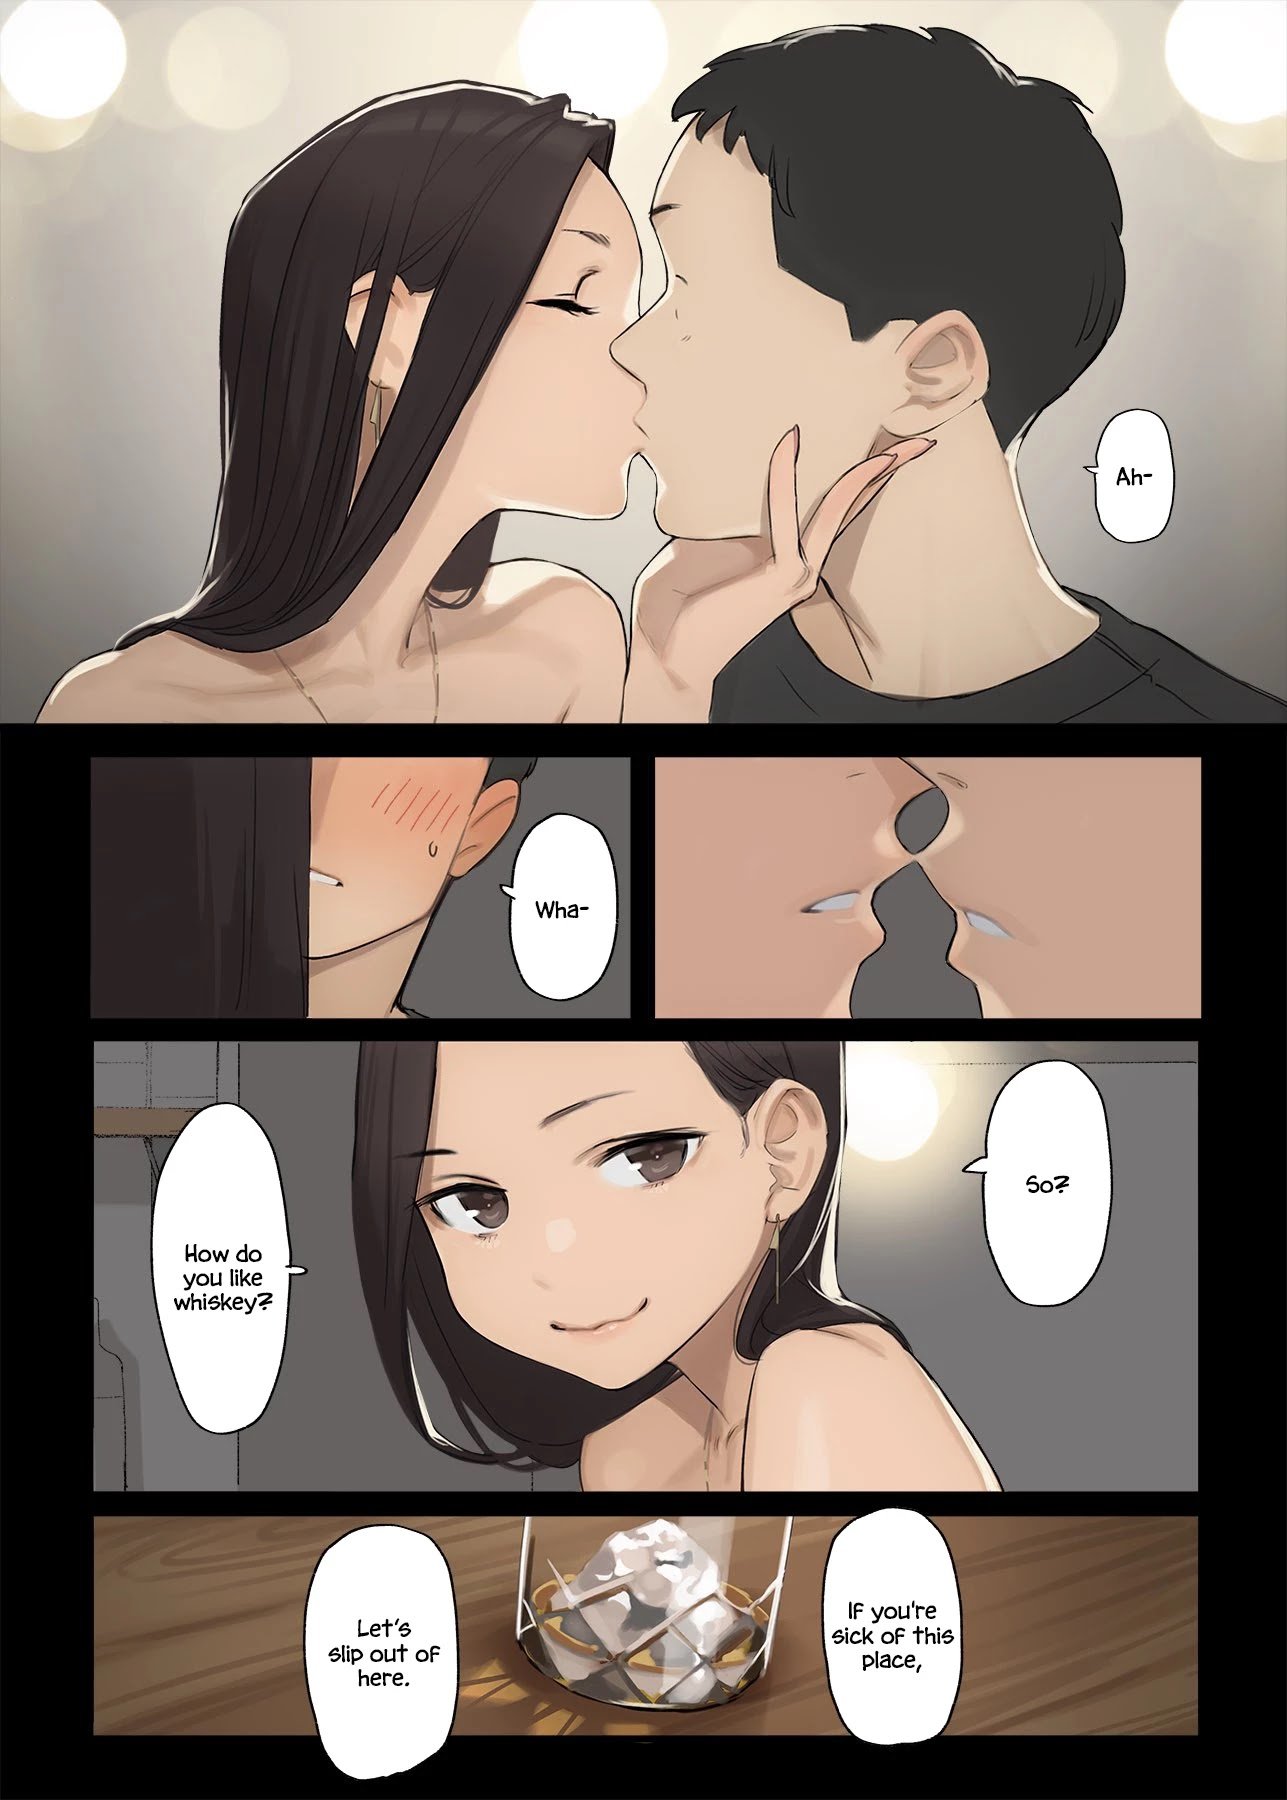 Ah-
Wha-
So?
How do
you like
whiskey?
If you're
sick of this
place,
Let's
slip out of
here.